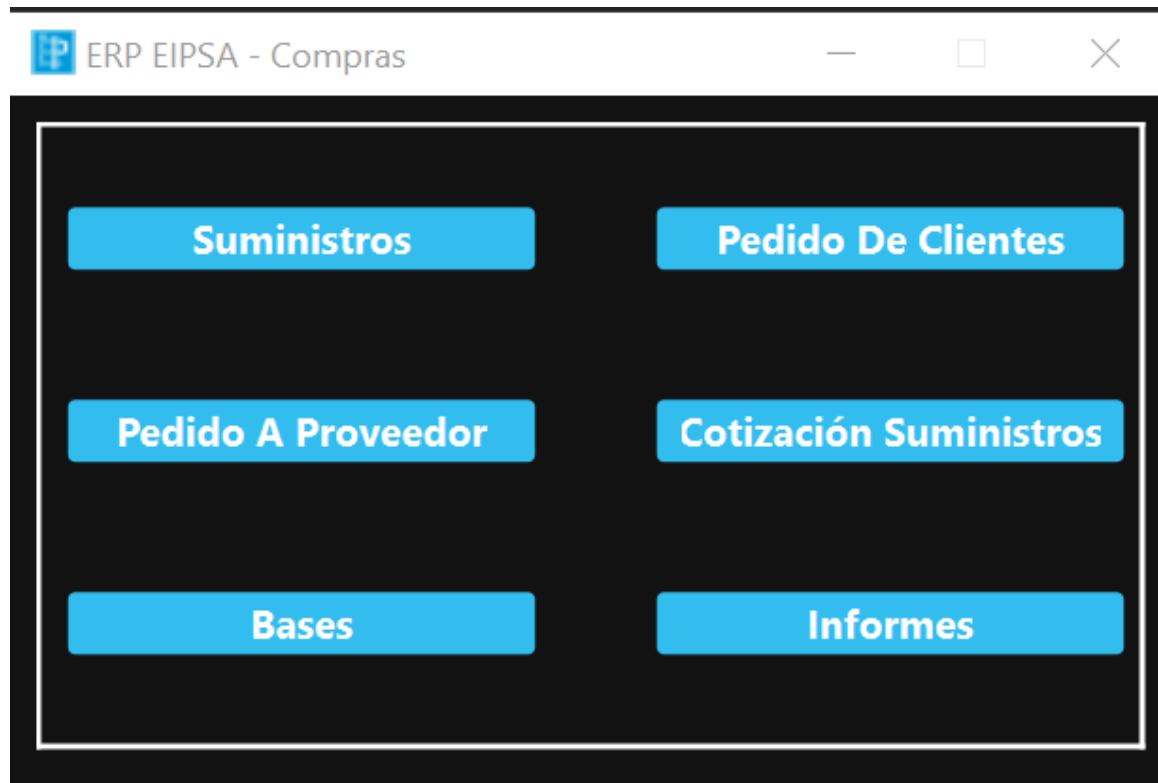 ERP EIPSA - Compras
Suministros
Pedido De Clientes
Pedido A Proveedor
Cotización Suministros
Bases
Informes